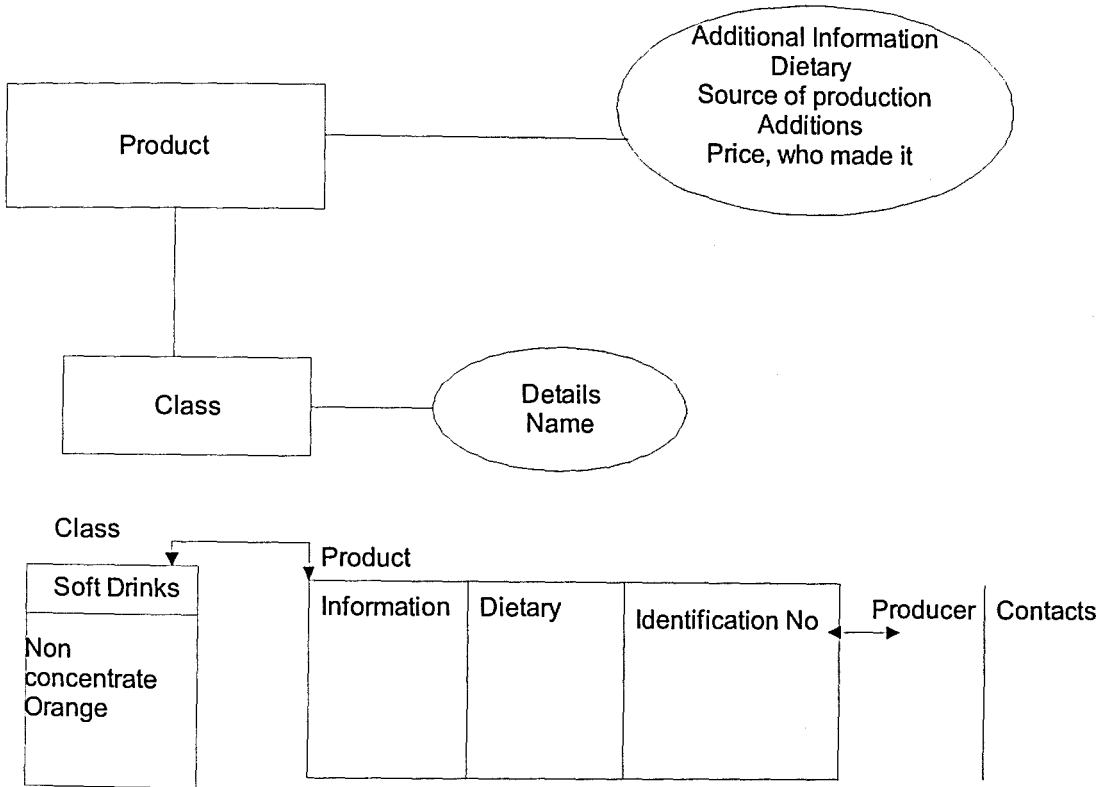 Additional Information
Dietary
Source of production
Additions
Price, who made it
Product
Class
Details
Name
Class
Product
Soft Drinks
Information
Dietary
Identification No
Producer
Contacts
Non
concentrate
Orange